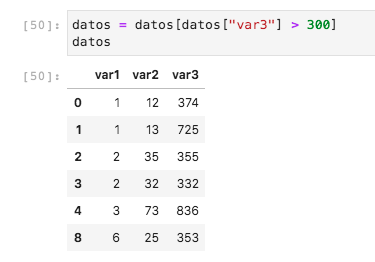 [50]: datos = datos[datos["var3"] > 300]
datos
[50]:
var1 var2 var3
0 1 12 374
1 1 13 725
2 2 35 355
3 2 32 332
4 3 73 836
8 6 25 353